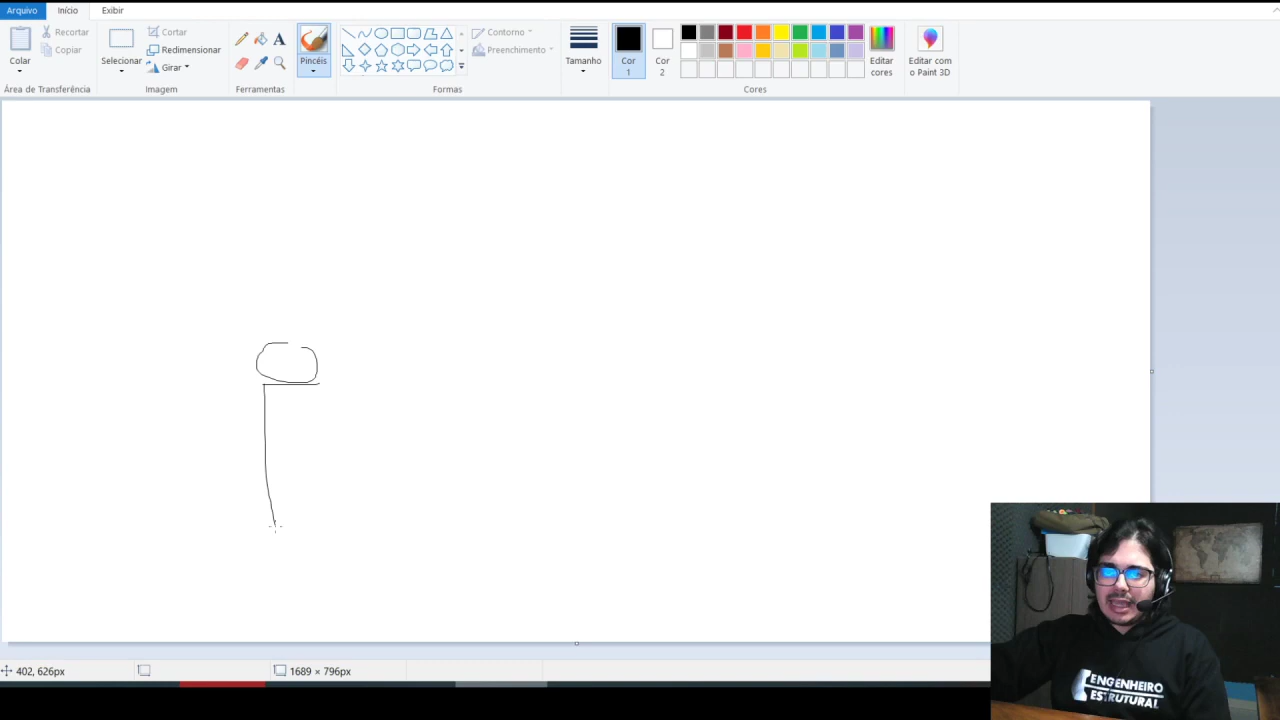 Arquivo Início Exibir
Colar
Recortar
Copiar
Área de Transferência
Selecionar
Cortar
Redimensionar
Girar
Imagem
A
Ferramentas
Pincéis
Contorno
Preenchimento
Formas
Tamanho
Cor
1
Cor
2
Cores
Editar
cores
Editar com
o Paint 3D
402, 626px
1689 × 796px
ENGENHEIRO
ESTRUTURAL